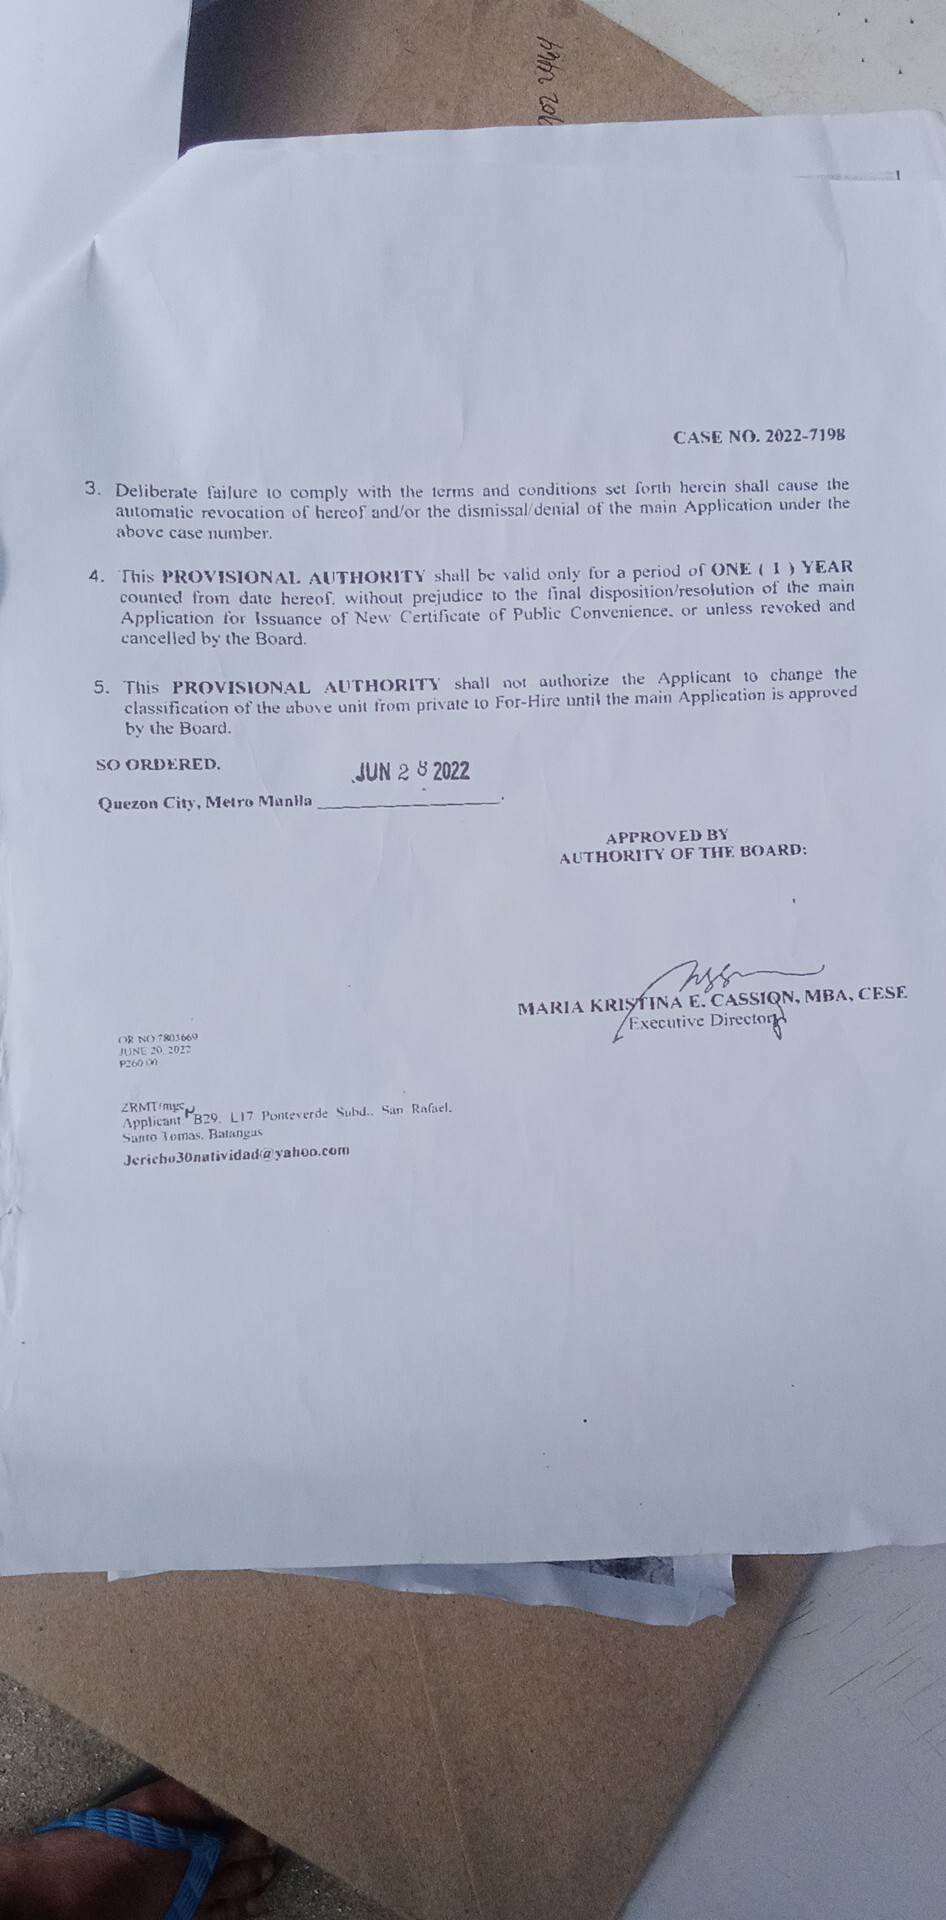 CASE NO. 2022-7198
3. Deliberate failure to comply with the terms and conditions set forth herein shall cause the
automatic revocation of hereof and/or the dismissal/denial of the main Application under the
above case number.
4. This PROVISIONAL AUTHORITY shall be valid only for a period of ONE ( 1 ) YEAR
counted from date hereof, without prejudice to the final disposition/resolution of the main
Application for Issuance of New Certificate of Public Convenience, or unless revoked and
cancelled by the Board.
5. This PROVISIONAL AUTHORITY shall not authorize the Applicant to change the
classification of the above unit from private to For-Hire until the main Application is approved
by the Board.
SO ORDERED.
JUN 28 2022
Quezon City, Metro Manila ____________________.
APPROVED BY
AUTHORITY OF THE BOARD:
MARIA KRISTINA E. CASSION, MBA, CESE
Executive Director
OR NO 7803669
JUNE 20, 2022
P260.00
ZRMT/mgc
Applicant B29, L17 Ponteverde Subd., San Rafael,
Santo Tomas, Batangas
Jericho30natividad@yahoo.com